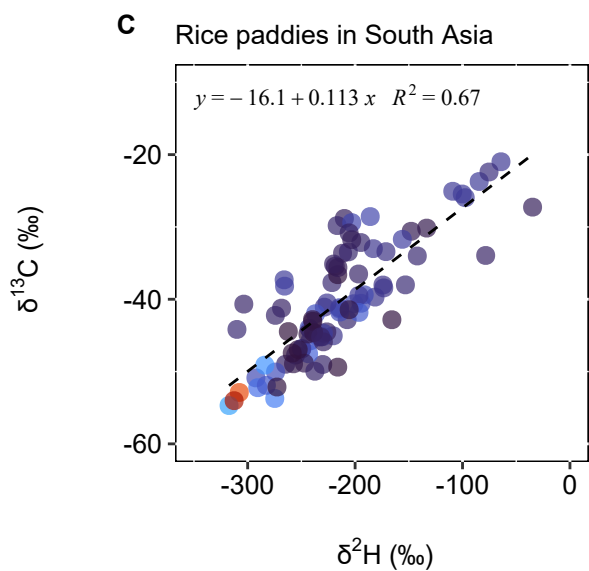 C Rice paddies in South Asia
y = − 16.1 + 0.113 x R² = 0.67
-20
-40
-60
δ¹³C (‰)
-300 -200 -100 0
δ²H (‰)